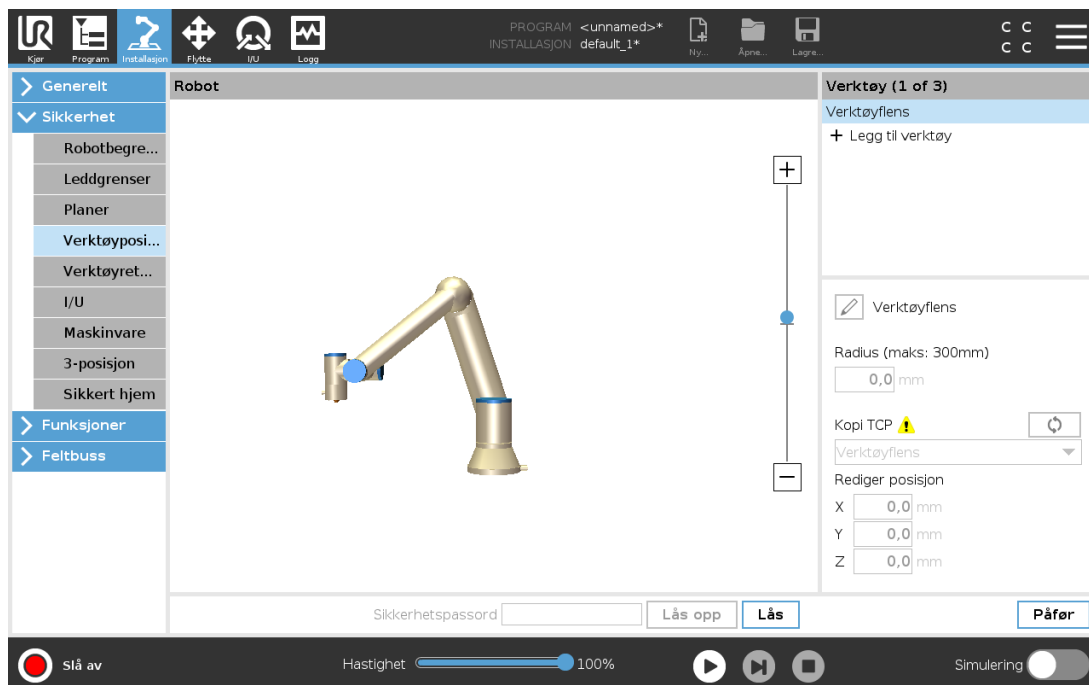 PROGRAM <unnamed>*
INSTALLASJON default_1*
Kjør Program Installasjon Flytte I/U Logg Ny... Åpne... Lagre...
C C
C C
Generelt
Sikkerhet
Robotbegre...
Leddgrenser
Planer
Verktøyposi...
Verktøyret...
I/U
Maskinvare
3-posisjon
Sikkert hjem
Funksjoner
Feltbuss
Robot
Verktøy (1 of 3)
Verktøyflens
+ Legg til verktøy
Verktøyflens
Radius (maks: 300mm)
0,0 mm
Kopi TCP
Verktøyflens
Rediger posisjon
X 0,0 mm
Y 0,0 mm
Z 0,0 mm
Sikkerhetspassord Lås opp Lås Påfør
Slå av Hastighet 100% Simulering